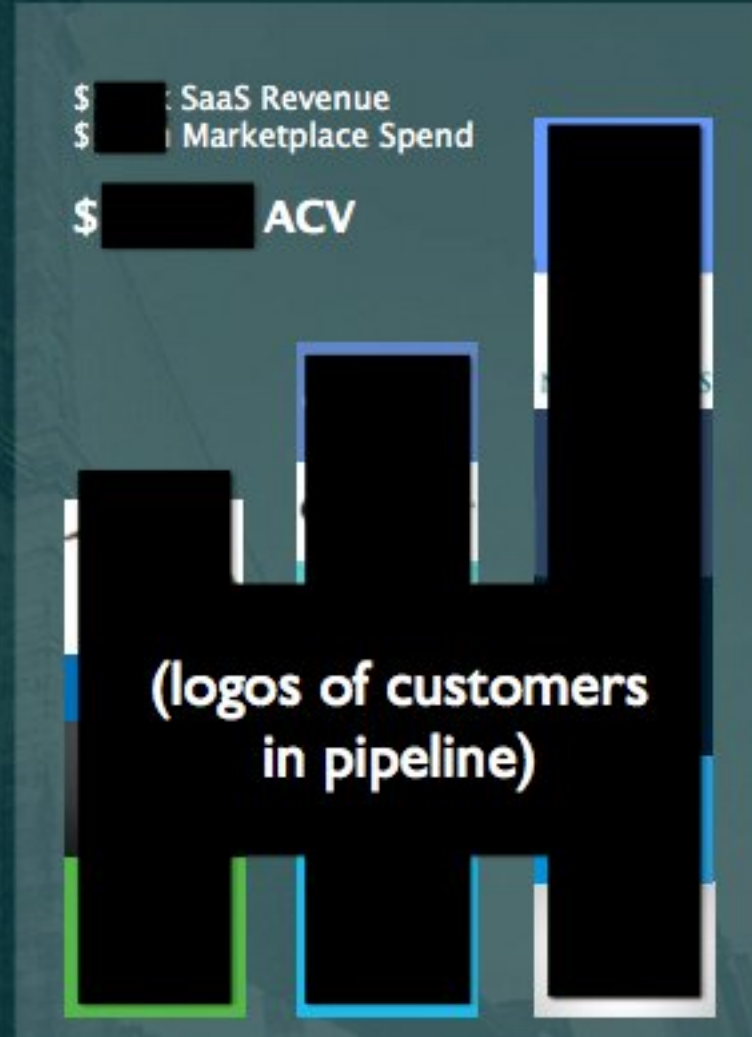 $ SaaS Revenue
$ Marketplace Spend
$ ACV
(logos of customers
in pipeline)